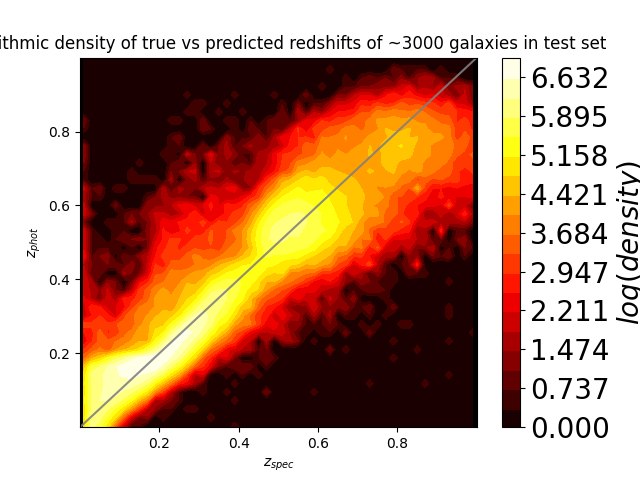 ithmic density of true vs predicted redshifts of ~3000 galaxies in test set
0.8
0.6
0.4
0.2
z_phot
0.2 0.4 0.6 0.8
z_spec
6.632
5.895
5.158
4.421
3.684
2.947
2.211
1.474
0.737
0.000
log(density)